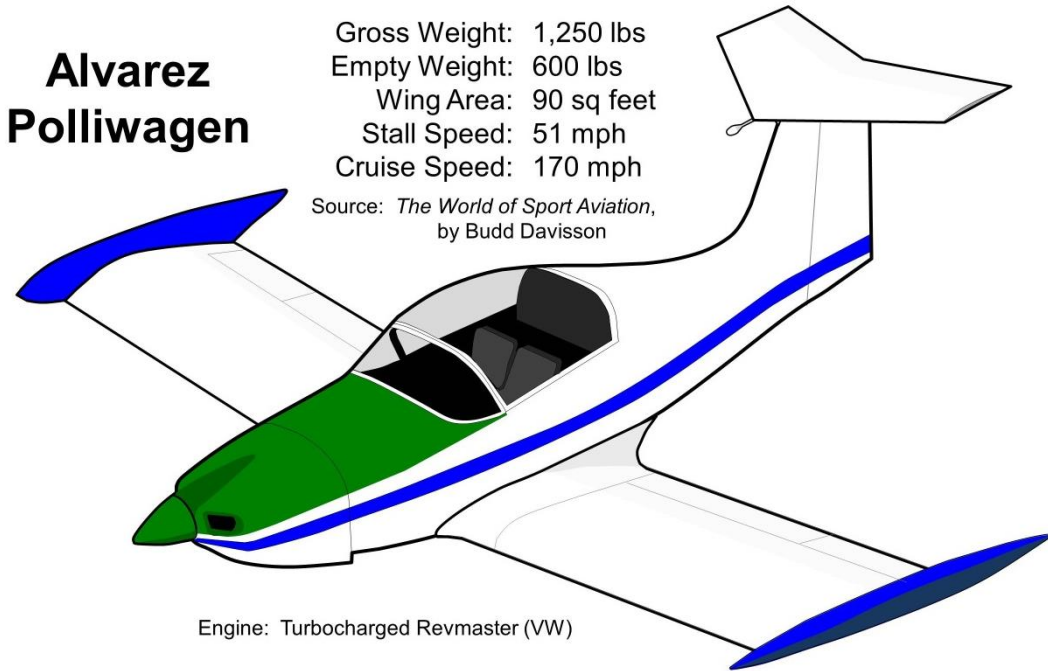 Alvarez
Polliwagen
Gross Weight: 1,250 lbs
Empty Weight: 600 lbs
Wing Area: 90 sq feet
Stall Speed: 51 mph
Cruise Speed: 170 mph
Source: The World of Sport Aviation,
by Budd Davisson
Engine: Turbocharged Revmaster (VW)